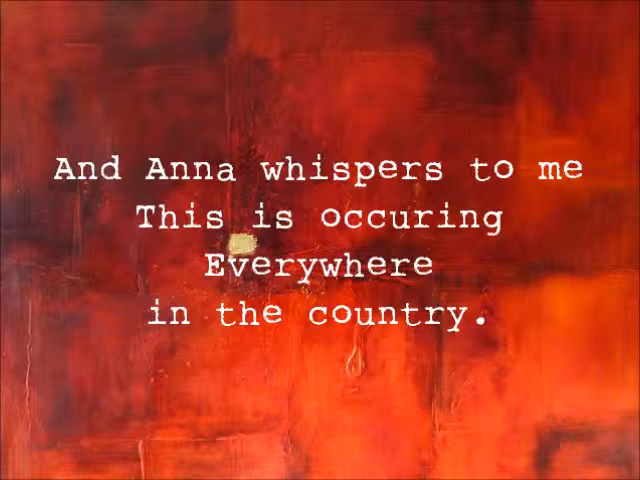 And Anna whispers to me
This is occuring
Everywhere
in the country.